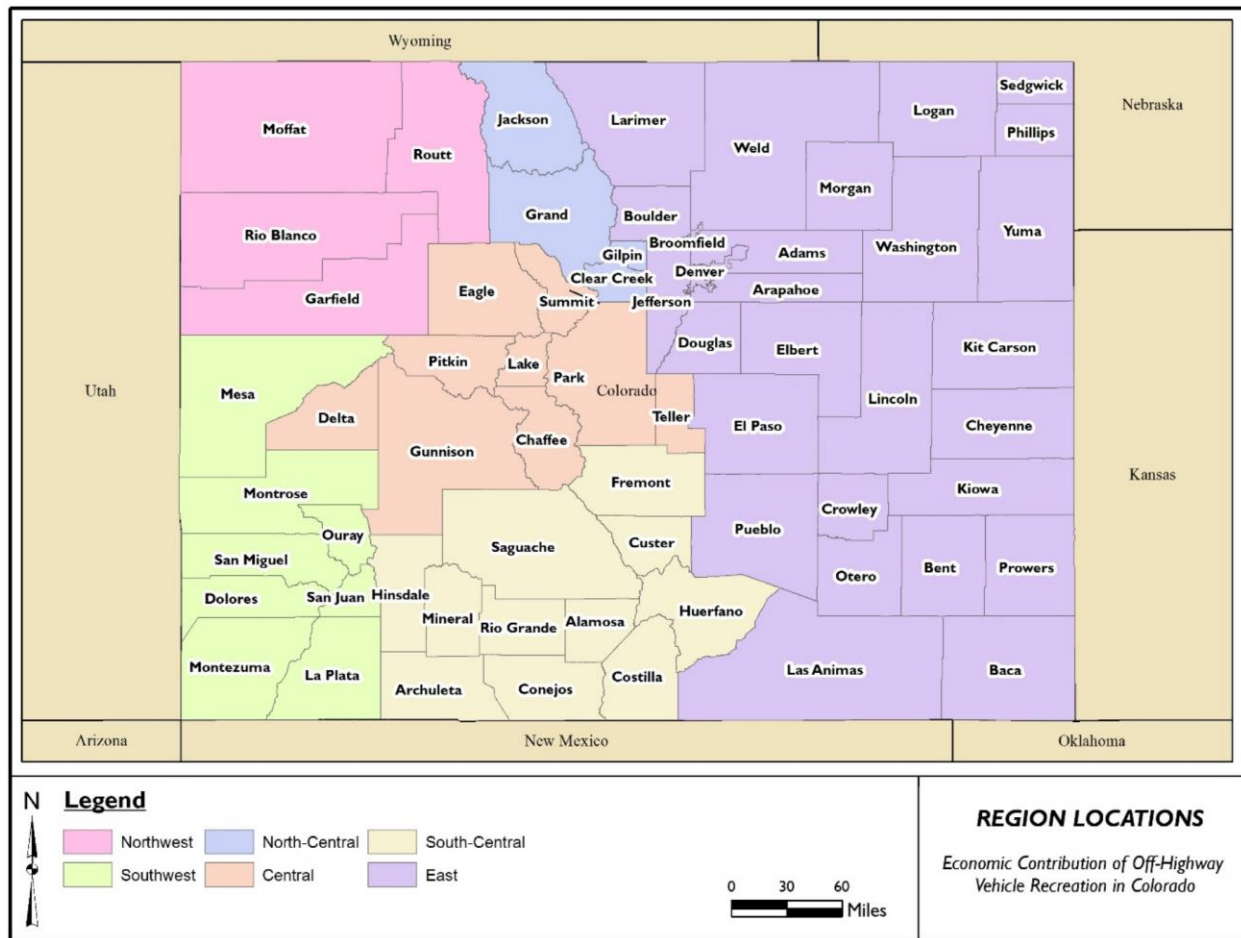 Wyoming
Nebraska
Utah
Colorado
Kansas
Arizona
New Mexico
Oklahoma
Moffat
Routt
Jackson
Larimer
Weld
Logan
Sedgwick
Phillips
Morgan
Rio Blanco
Grand
Boulder
Broomfield
Gilpin
Adams
Washington
Yuma
Garfield
Eagle
Clear Creek
Denver
Summit
Jefferson
Arapahoe
Mesa
Pitkin
Lake
Park
Douglas
Elbert
Kit Carson
Delta
Gunnison
Chaffee
Teller
El Paso
Lincoln
Cheyenne
Montrose
Fremont
Kiowa
Ouray
Crowley
San Miguel
Saguache
Custer
Pueblo
Dolores
San Juan
Hinsdale
Mineral
Rio Grande
Alamosa
Huerfano
Otero
Bent
Prowers
Montezuma
La Plata
Archuleta
Conejos
Costilla
Las Animas
Baca
N
Legend
Northwest
North-Central
South-Central
Southwest
Central
East
0 30 60
Miles
REGION LOCATIONS
Economic Contribution of Off-Highway
Vehicle Recreation in Colorado